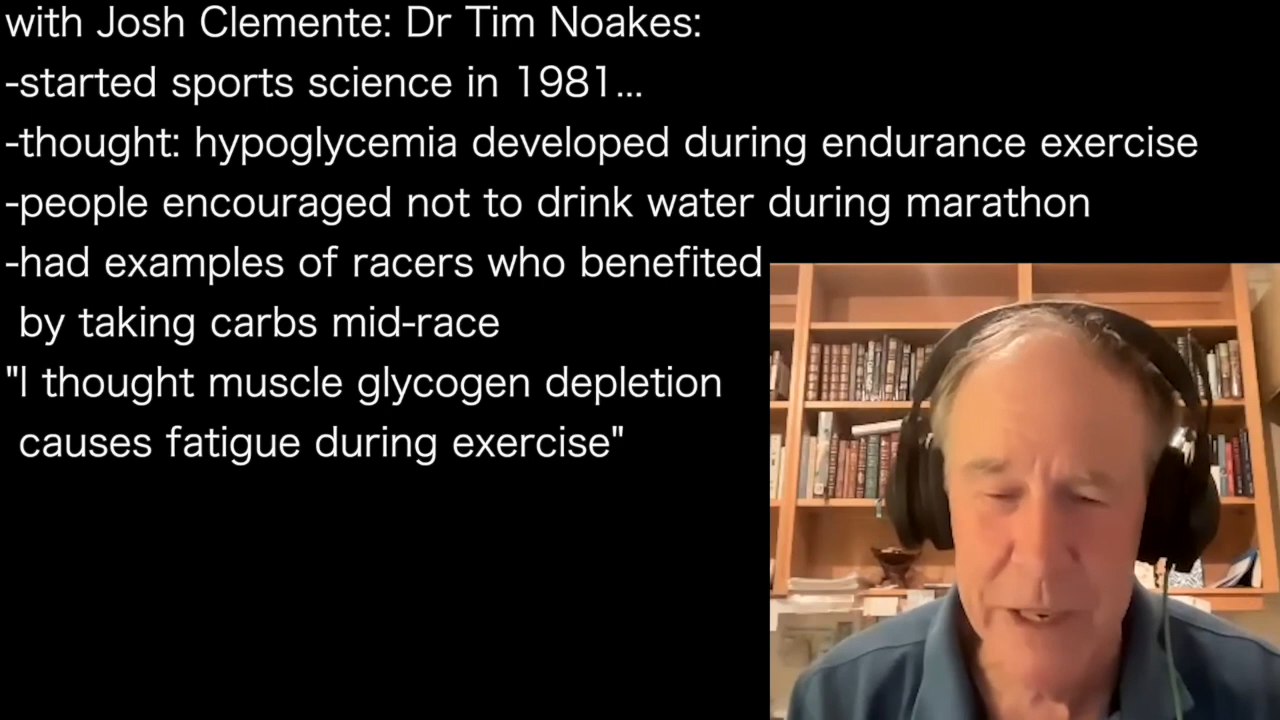 with Josh Clemente: Dr Tim Noakes:
-started sports science in 1981...
-thought: hypoglycemia developed during endurance exercise
-people encouraged not to drink water during marathon
-had examples of racers who benefited
by taking carbs mid-race
"I thought muscle glycogen depletion
causes fatigue during exercise"